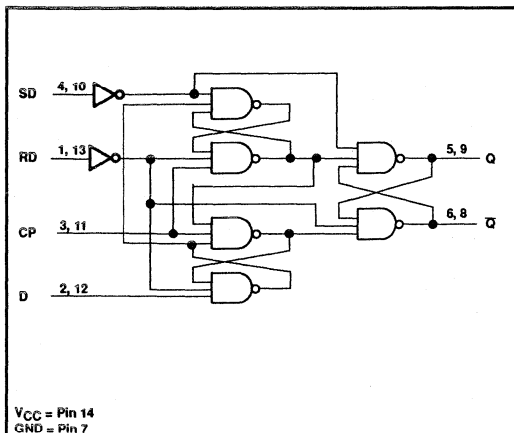 SD 4, 10
RD 1, 13
5, 9 Q
6, 8 Q̅
CP 3, 11
D 2, 12
VCC = Pin 14
GND = Pin 7